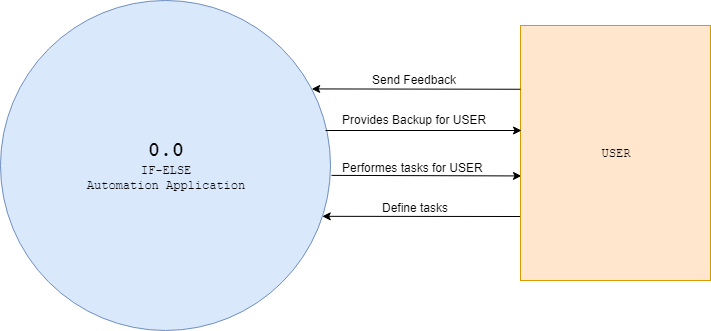 Send Feedback
Provides Backup for USER
0.0
IF-ELSE
Automation Application
USER
Performes tasks for USER
Define tasks